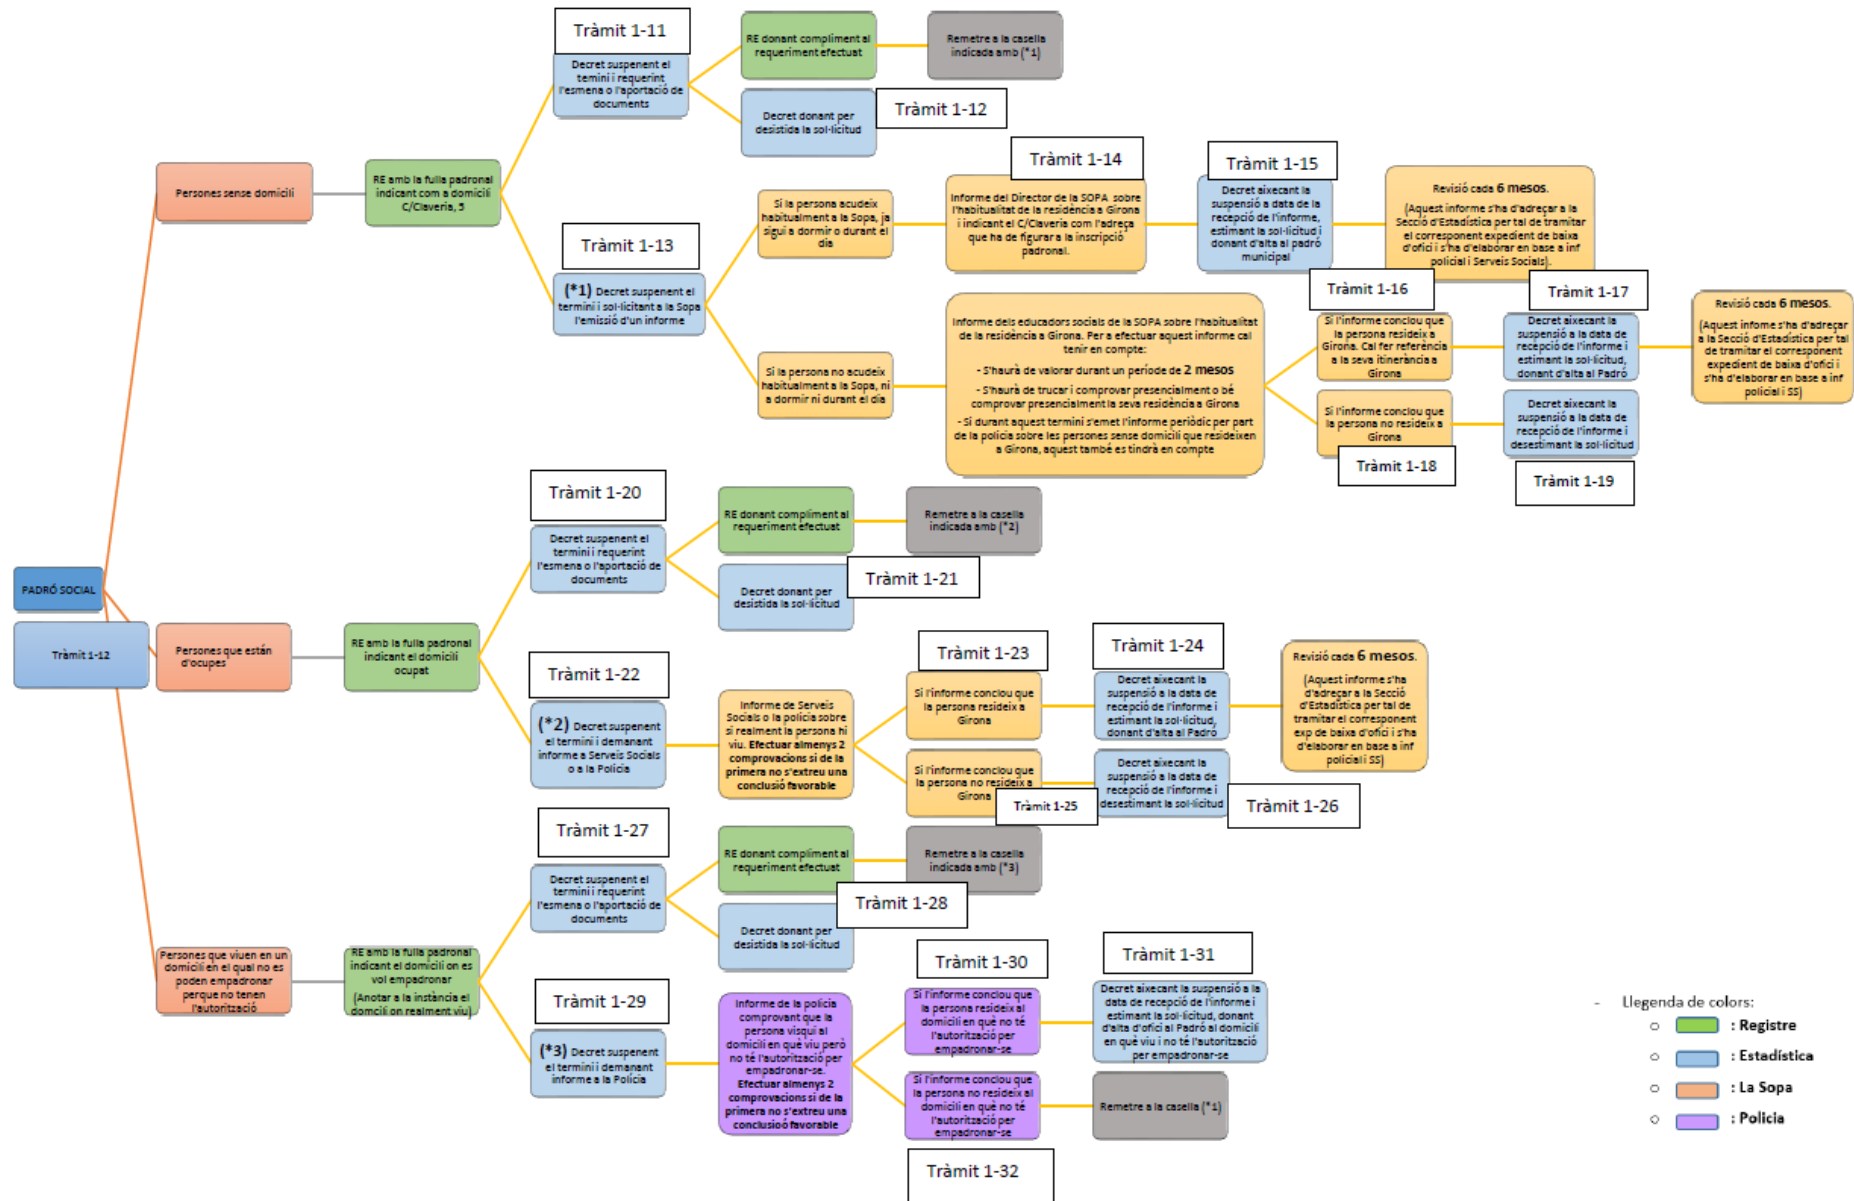 Tràmit 1-11
Decret suspenent el
temini i requerint
l'esmena o l'aportació de
documents
RE donant compliment al
requeriment efectuat
Remetre a la casella
indicada amb (*1)
Decret donant per
desistida la sol·licitud
Tràmit 1-12
Persones sense domicili
RE amb la fulla padronal
indicant com a domicili
C/Claveria, 5
Tràmit 1-13
(*1) Decret suspenent el
termini i sol·licitant a la Sopa
l'emissió d'un informe
Si la persona acudeix
habitualment a la Sopa, ja
sigui a dormir o durant el
dia
Tràmit 1-14
Informe del Director de la SOPA sobre
l'habitualitat de la residència a Girona
i indicant el C/Claveria com l'adreça
que ha de figurar a la inscripció
padronal.
Tràmit 1-15
Decret aixecant la
suspensió a data de la
recepció de l'informe,
estimant la sol·licitud i
donant d'alta al padró
municipal
Revisió cada 6 mesos.
(Aquest informe s'ha d'adreçar a la
Secció d'Estadística per tal de tramitar
el corresponent expedient de baixa
d'ofici i s'ha d'elaborar en base a inf
policial i Serveis Socials).
Si la persona no acudeix
habitualment a la Sopa, ni
a dormir ni durant el dia
Informe dels educadors socials de la SOPA sobre l'habitualitat
de la residència a Girona. Per a efectuar aquest informe cal
tenir en compte:
- S'haurà de valorar durant un període de 2 mesos
- S'haurà de trucar i comprovar presencialment o bé
comprovar presencialment la seva residència a Girona
- Si durant aquest termini s'emet l'informe periòdic per part
de la policia sobre les persones sense domicili que resideixen
a Girona, aquest també es tindrà en compte
Tràmit 1-16
Si l'informe conclou que
la persona resideix a
Girona. Cal fer referència
a la seva itinerància a
Girona
Tràmit 1-17
Decret aixecant la
suspensió a la data de
recepció de l'informe i
estimant la sol·licitud,
donant d'alta al Padró
Revisió cada 6 mesos.
(Aquest informe s'ha d'adreçar
a la Secció d'Estadística per tal
de tramitar el corresponent
expedient de baixa d'ofici i
s'ha d'elaborar en base a inf
policial i SS)
Si l'informe conclou que
la persona no resideix a
Girona
Tràmit 1-18
Decret aixecant la
suspensió a la data de
recepció de l'informe i
desestimant la sol·licitud
Tràmit 1-19
PADRÓ SOCIAL
Tràmit 1-12
Persones que están
d'ocupes
RE amb la fulla padronal
indicant el domicili
ocupat
Tràmit 1-20
Decret suspenent el
termini i requerint
l'esmena o l'aportació de
documents
RE donant compliment al
requeriment efectuat
Remetre a la casella
indicada amb (*2)
Decret donant per
desistida la sol·licitud
Tràmit 1-21
Tràmit 1-22
(*2) Decret suspenent
el termini i demanant
informe a Serveis Socials
o a la Policia
Informe de Serveis
Socials o la policia sobre
si realment la persona hi
viu. Efectuar almenys 2
comprovacions si de la
primera no s'extreu una
conclusió favorable
Tràmit 1-23
Si l'informe conclou que
la persona resideix a
Girona
Tràmit 1-24
Decret aixecant la
suspensió a la data de
recepció de l'informe i
estimant la sol·licitud,
donant d'alta al Padró
Revisió cada 6 mesos.
(Aquest informe s'ha
d'adreçar a la Secció
d'Estadística per tal de
tramitar el corresponent
exp de baixa d'ofici i s'ha
d'elaborar en base a inf
policial i SS)
Si l'informe conclou que
la persona no resideix a
Girona
Tràmit 1-25
Decret aixecant la
suspensió a la data de
recepció de l'informe i
desestimant la sol·licitud
Tràmit 1-26
Persones que viuen en un
domicili en el qual no es
poden empadronar
perque no tenen
l'autorització
RE amb la fulla padronal
indicant el domicili on es
vol empadronar
(Anotar a la instància el
domcili on realment viu)
Tràmit 1-27
Decret suspenent el
termini i requerint
l'esmena o l'aportació de
documents
RE donant compliment al
requeriment efectuat
Remetre a la casella
indicada amb (*3)
Decret donant per
desistida la sol·licitud
Tràmit 1-28
Tràmit 1-29
(*3) Decret suspenent
el termini i demanant
informe a la Policia
Informe de la policia
comprovant que la
persona visqui al
domicili en què viu però
no té l'autorització per
empadronar-se.
Efectuar almenys 2
comprovacions si de la
primera no s'extreu una
conclusioó favorable
Tràmit 1-30
Si l'informe conclou que
la persona resideix al
domicili en què no té
l'autorització per
empadronar-se
Tràmit 1-31
Decret aixecant la suspensió a la
data de recepció de l'informe i
estimant la sol·licitud, donant
d'alta d'ofici al Padró al domicili
en què viu i no té l'autorització
per empadronar-se
Si l'informe conclou que
la persona no resideix al
domicili en què no té
l'autorització per
empadronar-se
Remetre a la casella (*1)
Tràmit 1-32
- Llegenda de colors:
: Registre
: Estadística
: La Sopa
: Policia